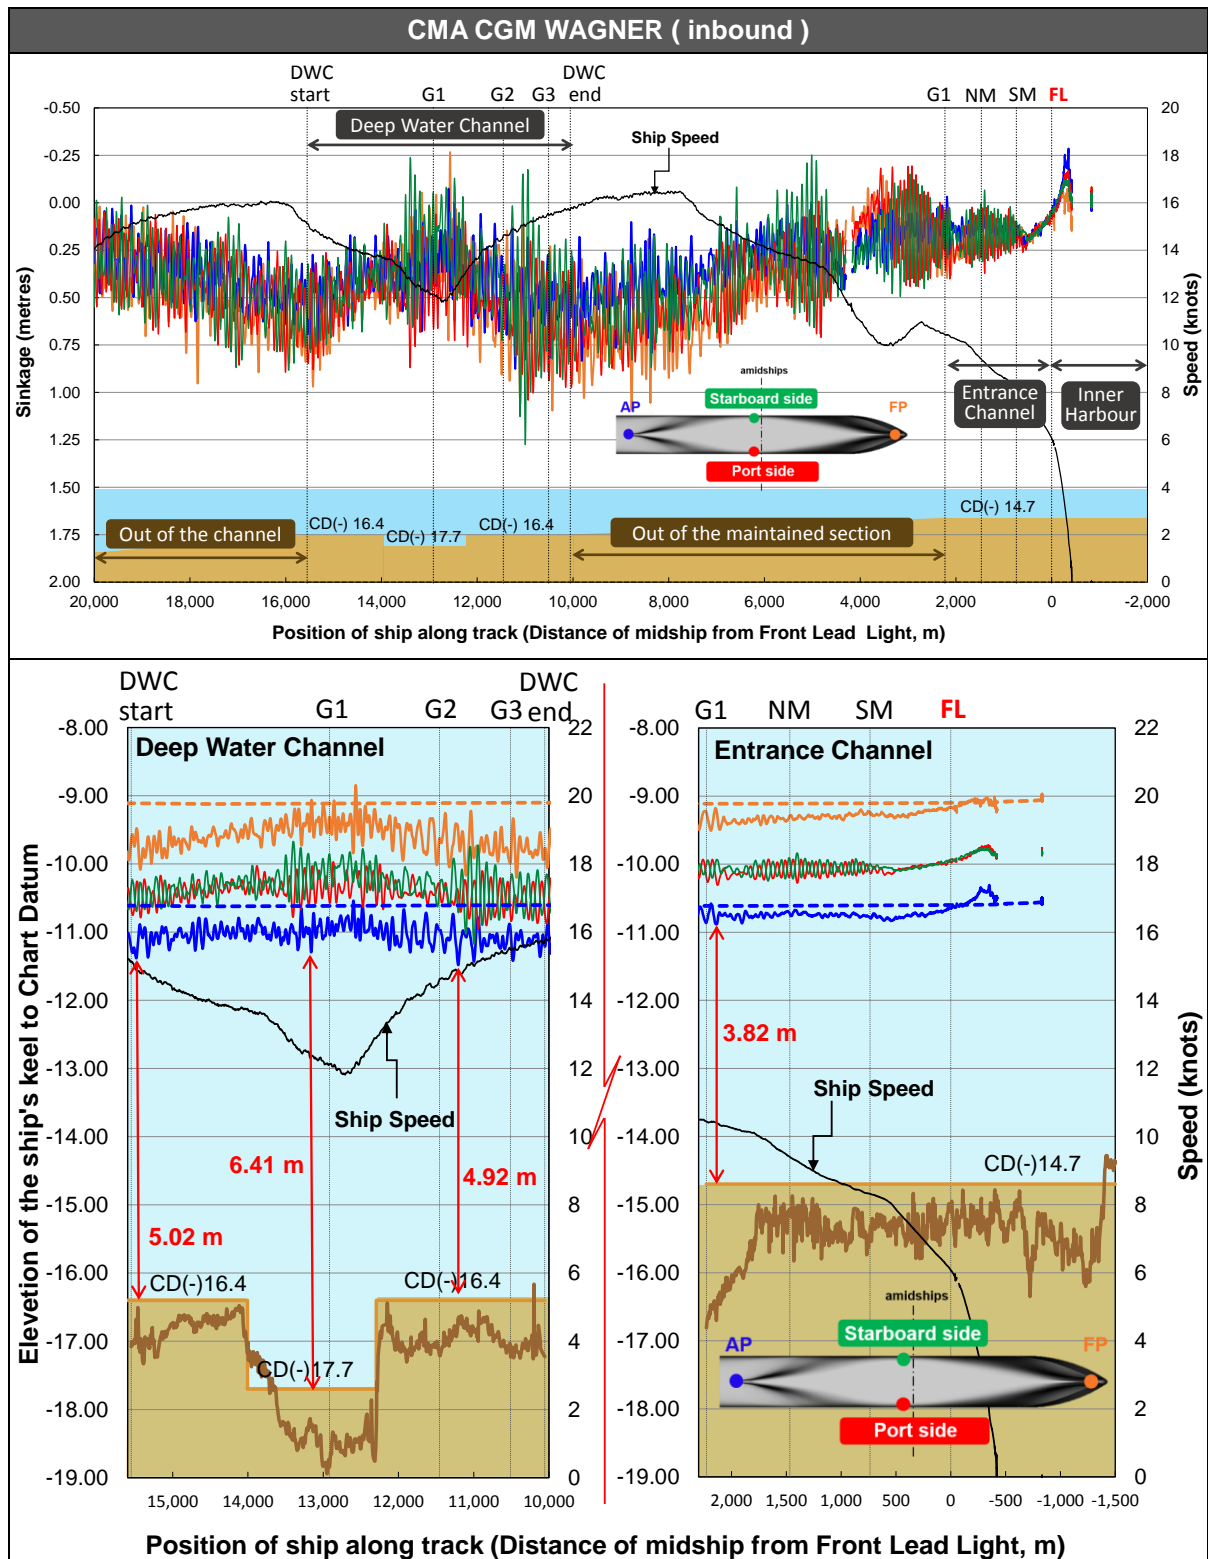 CMA CGM WAGNER ( inbound )
DWC
start
G1
G2
G3
DWC
end
G1
NM
SM
FL
Deep Water Channel
Ship Speed
-0.50
-0.25
0.00
0.25
0.50
0.75
1.00
1.25
1.50
1.75
2.00
Sinkage (metres)
20
18
16
14
12
10
8
6
4
2
0
Speed (knots)
amidships
Starboard side
AP
FP
Port side
Entrance
Channel
Inner
Harbour
Out of the channel
CD(-) 16.4
CD(-) 17.7
CD(-) 16.4
Out of the maintained section
CD(-) 14.7
20,000
18,000
16,000
14,000
12,000
10,000
8,000
6,000
4,000
2,000
0
-2,000
Position of ship along track (Distance of midship from Front Lead Light, m)
DWC
start
G1
G2
G3
DWC
end
G1
NM
SM
FL
Deep Water Channel
Entrance Channel
-8.00
-9.00
-10.00
-11.00
-12.00
-13.00
-14.00
-15.00
-16.00
-17.00
-18.00
-19.00
Elevetion of the ship's keel to Chart Datum
22
20
18
16
14
12
10
8
6
4
2
0
Ship Speed
6.41 m
4.92 m
5.02 m
CD(-)16.4
CD(-)16.4
CD(-)17.7
15,000
14,000
13,000
12,000
11,000
10,000
-8.00
-9.00
-10.00
-11.00
-12.00
-13.00
-14.00
-15.00
-16.00
-17.00
-18.00
-19.00
3.82 m
Ship Speed
CD(-)14.7
amidships
Starboard side
AP
FP
Port side
22
20
18
16
14
12
10
8
6
4
2
0
Speed (knots)
2,000
1,500
1,000
500
0
-500
-1,000
-1,500
Position of ship along track (Distance of midship from Front Lead Light, m)